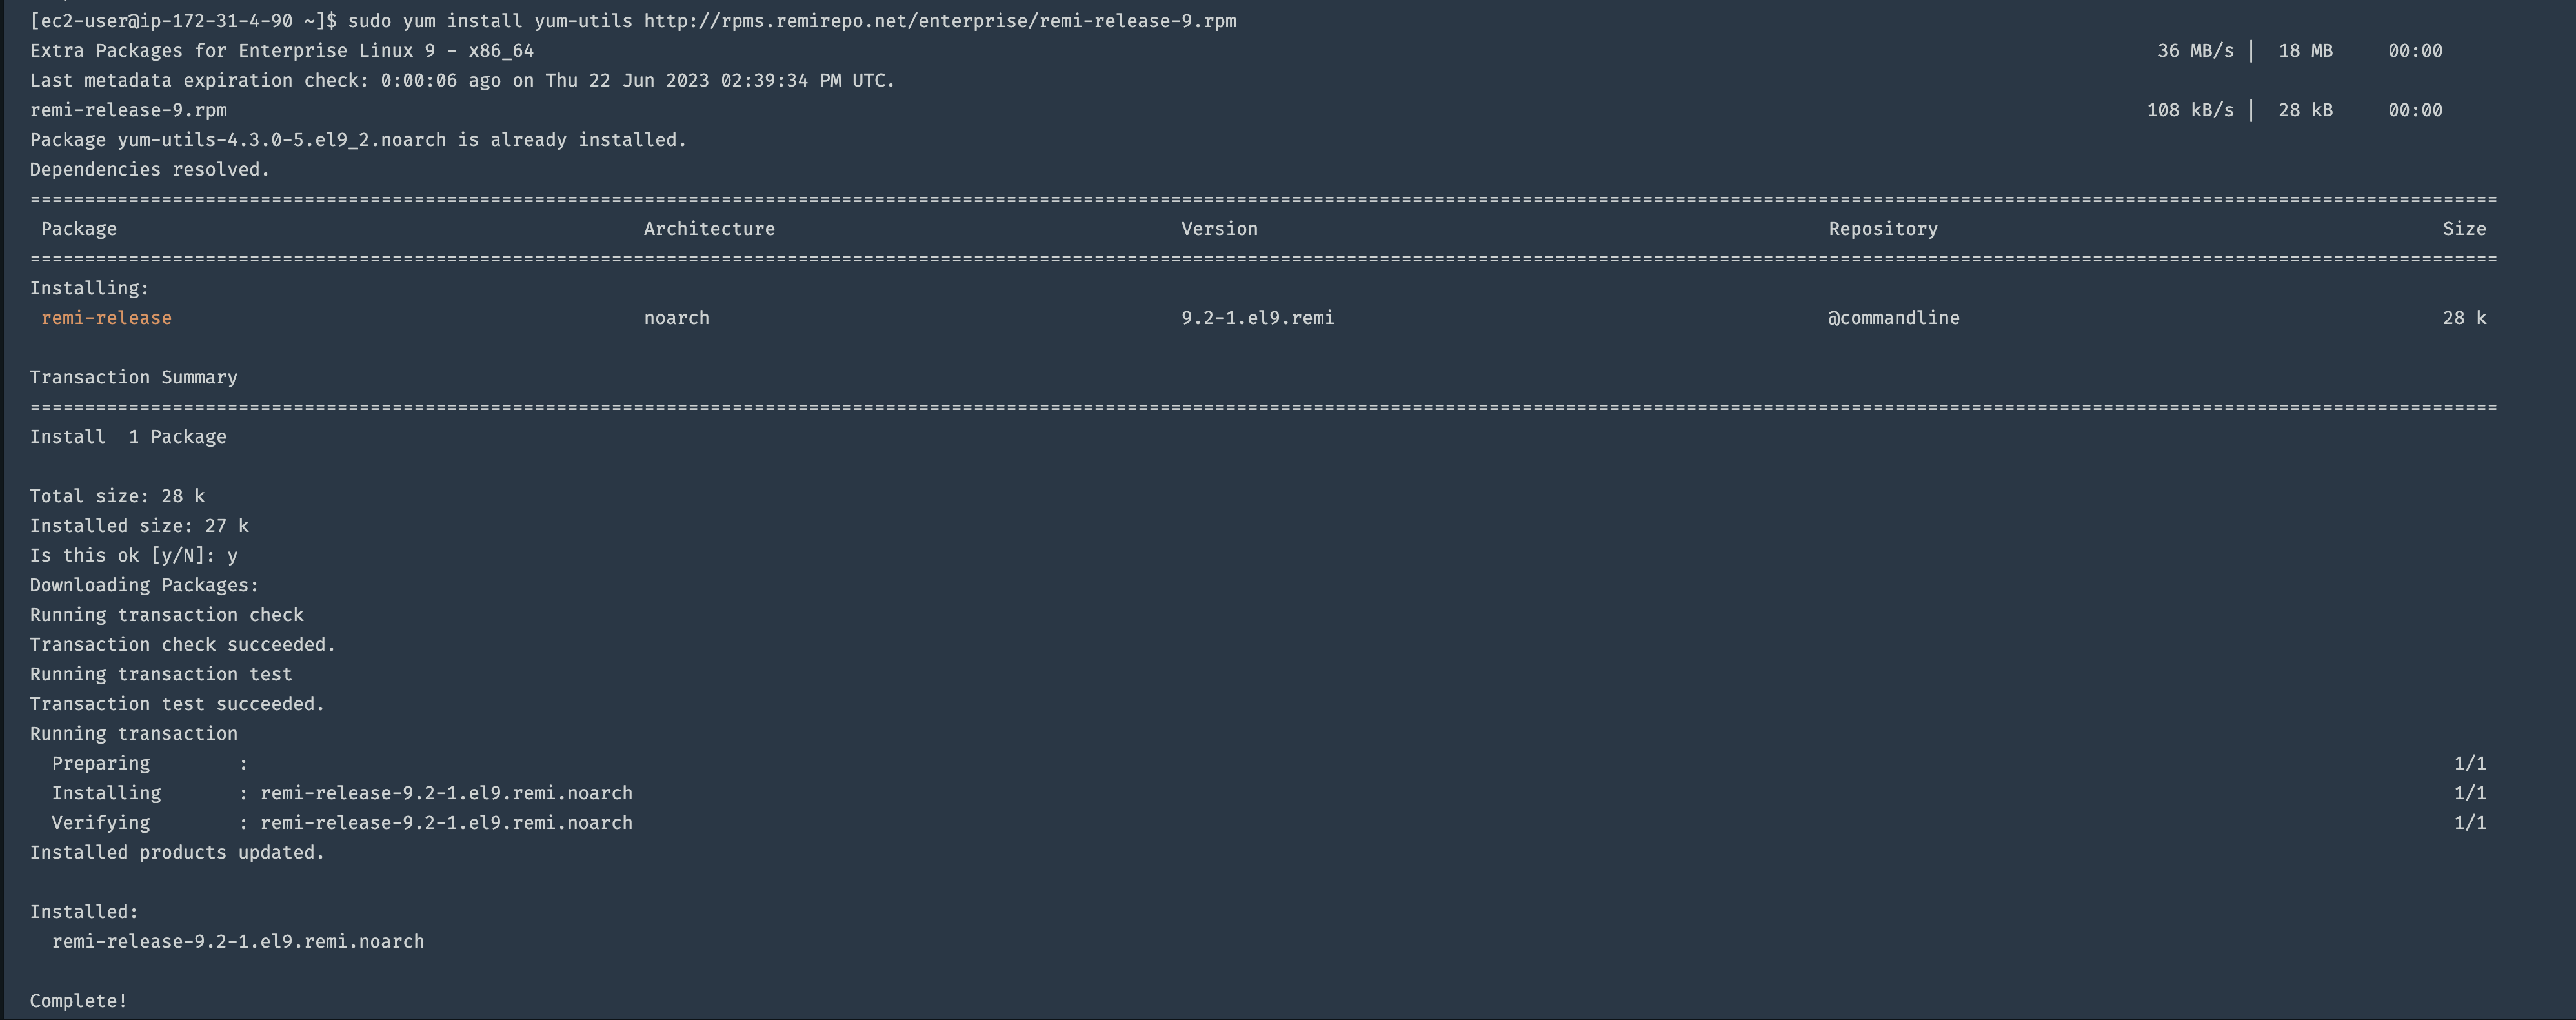 [ec2-user@ip-172-31-4-90 ~]$ sudo yum install yum-utils http://rpms.remirepo.net/enterprise/remi-release-9.rpm
Extra Packages for Enterprise Linux 9 - x86_64 36 MB/s | 18 MB 00:00
Last metadata expiration check: 0:00:06 ago on Thu 22 Jun 2023 02:39:34 PM UTC.
remi-release-9.rpm 108 kB/s | 28 kB 00:00
Package yum-utils-4.3.0-5.el9_2.noarch is already installed.
Dependencies resolved.
Package Architecture Version Repository Size
Installing:
remi-release noarch 9.2-1.el9.remi @commandline 28 k
Transaction Summary
Install 1 Package
Total size: 28 k
Installed size: 27 k
Is this ok [y/N]: y
Downloading Packages:
Running transaction check
Transaction check succeeded.
Running transaction test
Transaction test succeeded.
Running transaction
Preparing : 1/1
Installing : remi-release-9.2-1.el9.remi.noarch 1/1
Verifying : remi-release-9.2-1.el9.remi.noarch 1/1
Installed products updated.
Installed:
remi-release-9.2-1.el9.remi.noarch
Complete!